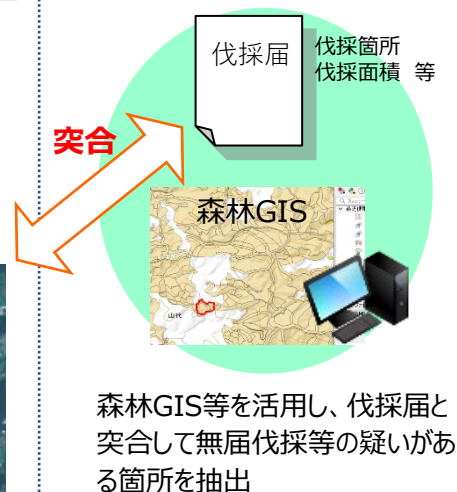 伐採届
伐採箇所
伐採面積 等
突合
森林GIS
山代
森林GIS等を活用し、伐採届と
突合して無届伐採等の疑いがあ
る箇所を抽出